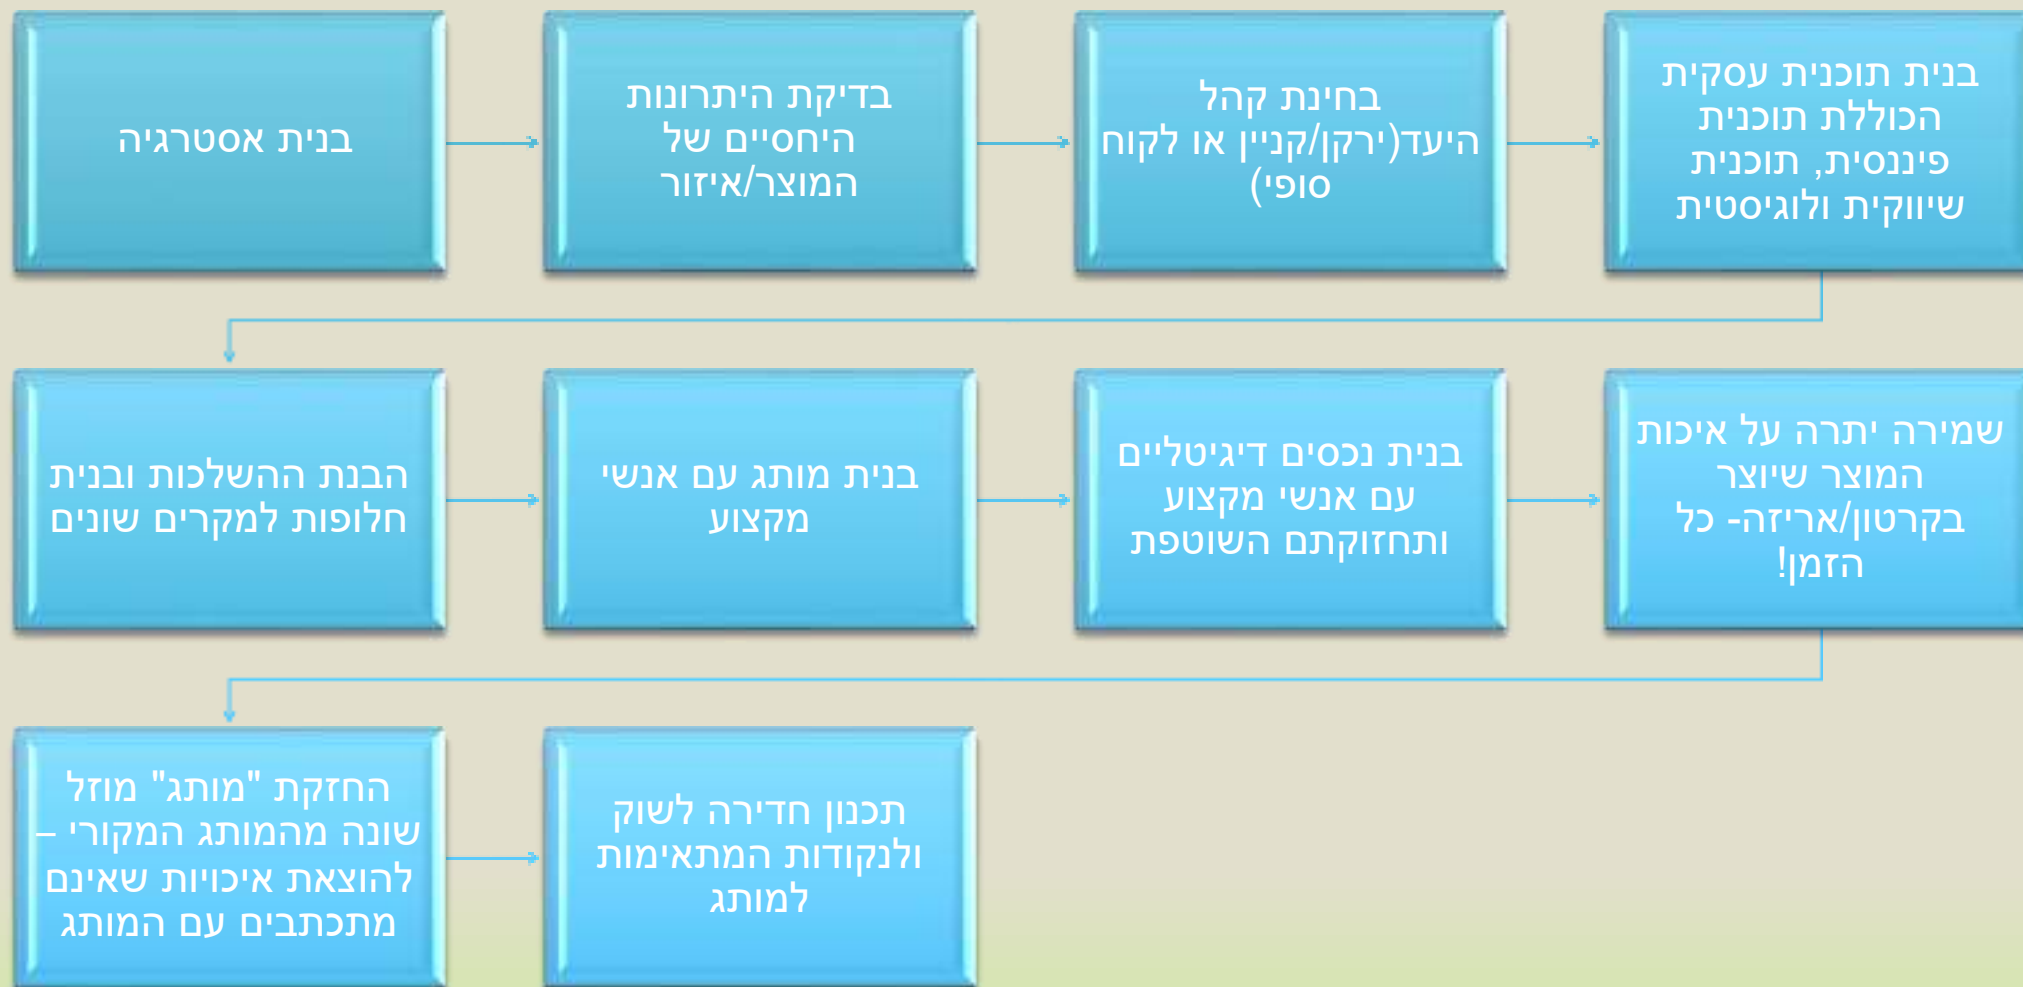 בנית אסטרגיה
בדיקת היתרונות
היחסיים של
המוצר/איזור
בחינת קהל
היעד(ירקן/קניין או לקוח
סופי)
בנית תוכנית עסקית
הכוללת תוכנית
פיננסית, תוכנית
שיווקית ולוגיסטית
הבנת ההשלכות ובנית
חלופות למקרים שונים
בנית מותג עם אנשי
מקצוע
בנית נכסים דיגיטליים
עם אנשי מקצוע
ותחזוקתם השוטפת
שמירה יתרה על איכות
המוצר שיוצר
בקרטון/אריזה- כל
הזמן!
החזקת "מותג" מוזל
שונה מהמותג המקורי –
להוצאת איכויות שאינם
מתכתבים עם המותג
תכנון חדירה לשוק
ולנקודות המתאימות
למותג